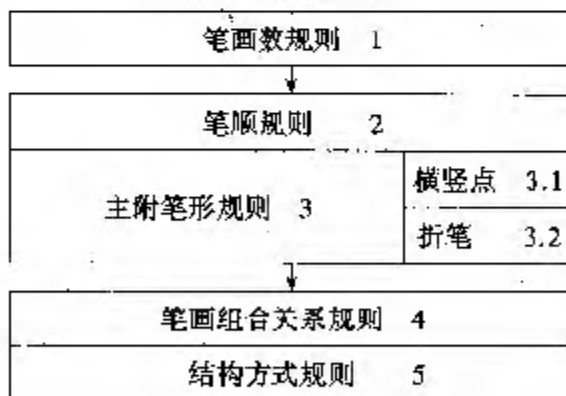 笔画数规则 1
笔顺规则 2
主附笔形规则 3
横竖点 3.1
折笔 3.2
笔画组合关系规则 4
结构方式规则 5